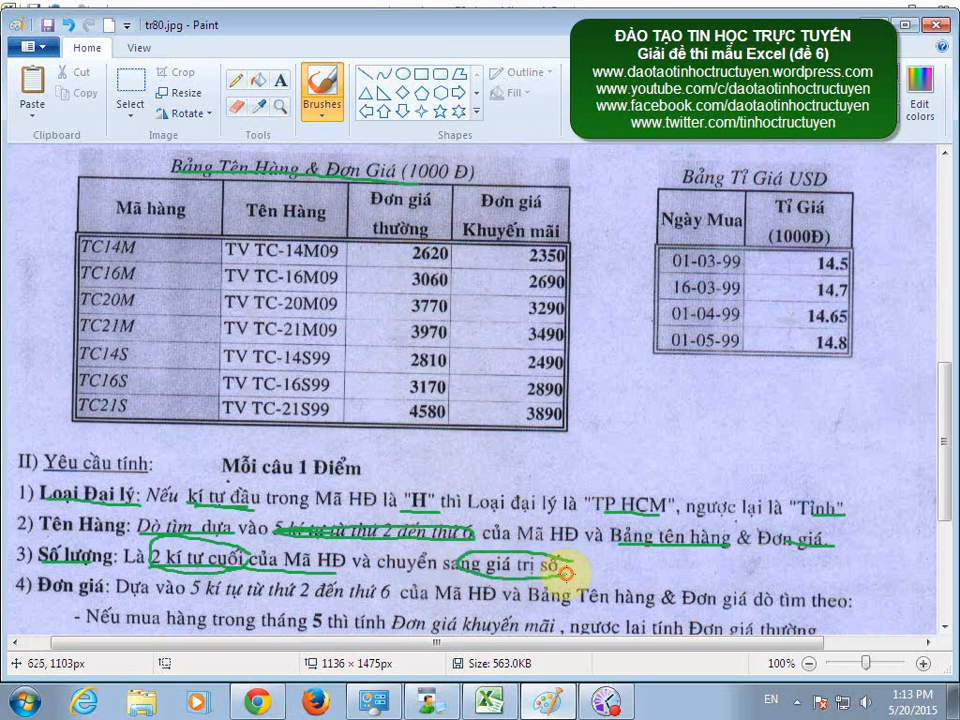 tr80.jpg - Paint
Home
View
ĐÀO TẠO TIN HỌC TRỰC TUYẾN
Giải đề thi mẫu Excel (đề 6)
www.daotaotinhoctructuyen.wordpress.com
www.youtube.com/c/daotaotinhoctructuyen
www.facebook.com/daotaotinhoctructuyen
www.twitter.com/tinhoctructuyen
Paste
Cut
Copy
Select
Crop
Resize
Rotate
A
Brushes
Outline
Fill
Edit colors
Clipboard
Image
Tools
Shapes
Bảng Tên Hàng & Đơn Giá (1000 Đ)
Mã hàng Tên Hàng Đơn giá thường Đơn giá Khuyến mãi
TC14M TV TC-14M09 2620 2350
TC16M TV TC-16M09 3060 2690
TC20M TV TC-20M09 3770 3290
TC21M TV TC-21M09 3970 3490
TC14S TV TC-14S99 2810 2490
TC16S TV TC-16S99 3170 2890
TC21S TV TC-21S99 4580 3890
Bảng Tỉ Giá USD
Ngày Mua Tỉ Giá (1000Đ)
01-03-99 14.5
16-03-99 14.7
01-04-99 14.65
01-05-99 14.8
II) Yêu cầu tính: Mỗi câu 1 Điểm
1) Loại Đại lý: Nếu kí tự đầu trong Mã HĐ là "H" thì Loại đại lý là "TP HCM", ngược lại là "Tỉnh"
2) Tên Hàng: Dò tìm dựa vào 5 kí tự từ thứ 2 đến thứ 6 của Mã HĐ và Bảng tên hàng & Đơn giá.
3) Số lượng: Là 2 kí tự cuối của Mã HĐ và chuyển sang giá trị số.
4) Đơn giá: Dựa vào 5 kí tự từ thứ 2 đến thứ 6 của Mã HĐ và Bảng Tên hàng & Đơn giá dò tìm theo:
- Nếu mua hàng trong tháng 5 thì tính Đơn giá khuyến mãi, ngược lại tính Đơn giá thường
626, 1103px
1136 × 1475px
Size: 563.0KB
100%
EN
1:13 PM
5/20/2015